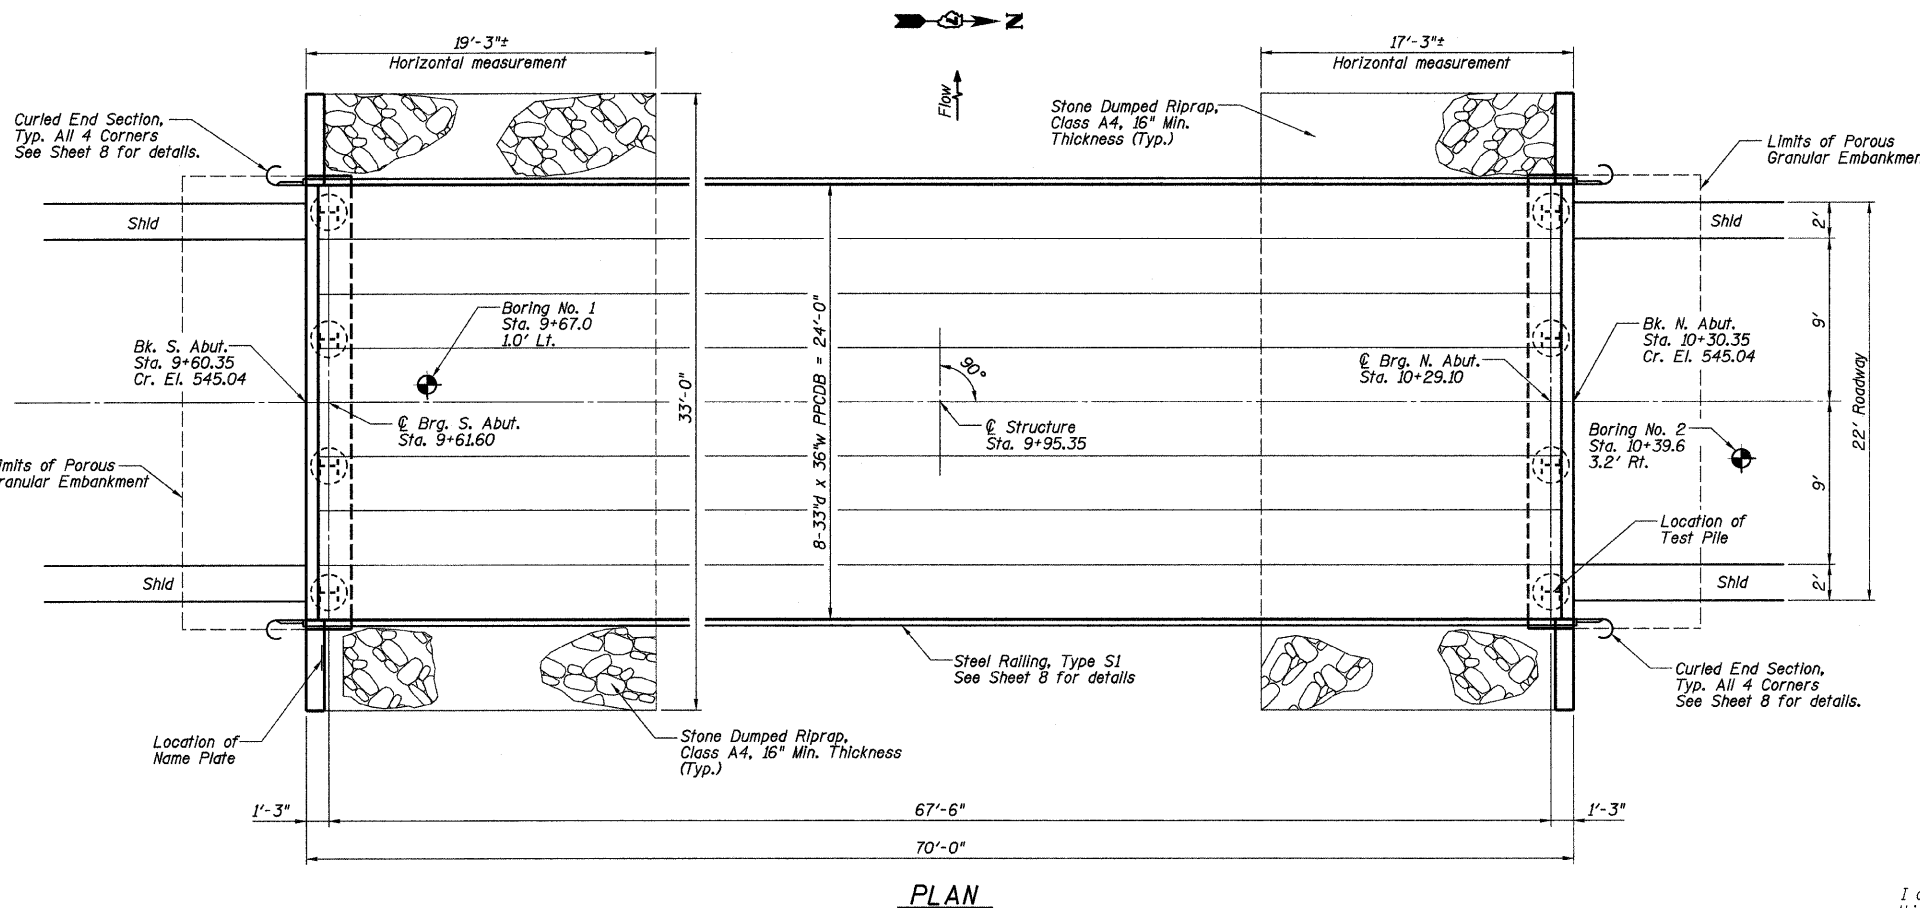 N
19'-3"±
Horizontal measurement
17'-3"±
Horizontal measurement
Flow
Curled End Section,
Typ. All 4 Corners
See Sheet 8 for details.
Stone Dumped Riprap,
Class A4, 16" Min.
Thickness (Typ.)
Limits of Porous
Granular Embankment
Shld
Shld
2'
Boring No. 1
Sta. 9+67.0
1.0' Lt.
Bk. S. Abut.
Sta. 9+60.35
Cr. El. 545.04
33'-0"
8-33"d x 36"w PPCDB = 24'-0"
90°
℄ Brg. N. Abut.
Sta. 10+29.10
Bk. N. Abut.
Sta. 10+30.35
Cr. El. 545.04
9'
22' Roadway
℄ Brg. S. Abut.
Sta. 9+61.60
℄ Structure
Sta. 9+95.35
Boring No. 2
Sta. 10+39.6
3.2' Rt.
imits of Porous
ranular Embankment
9'
Location of
Test Pile
Shld
Shld
2'
Steel Railing, Type S1
See Sheet 8 for details
Curled End Section,
Typ. All 4 Corners
See Sheet 8 for details.
Location of
Name Plate
Stone Dumped Riprap,
Class A4, 16" Min. Thickness
(Typ.)
1'-3"
67'-6"
1'-3"
70'-0"
PLAN